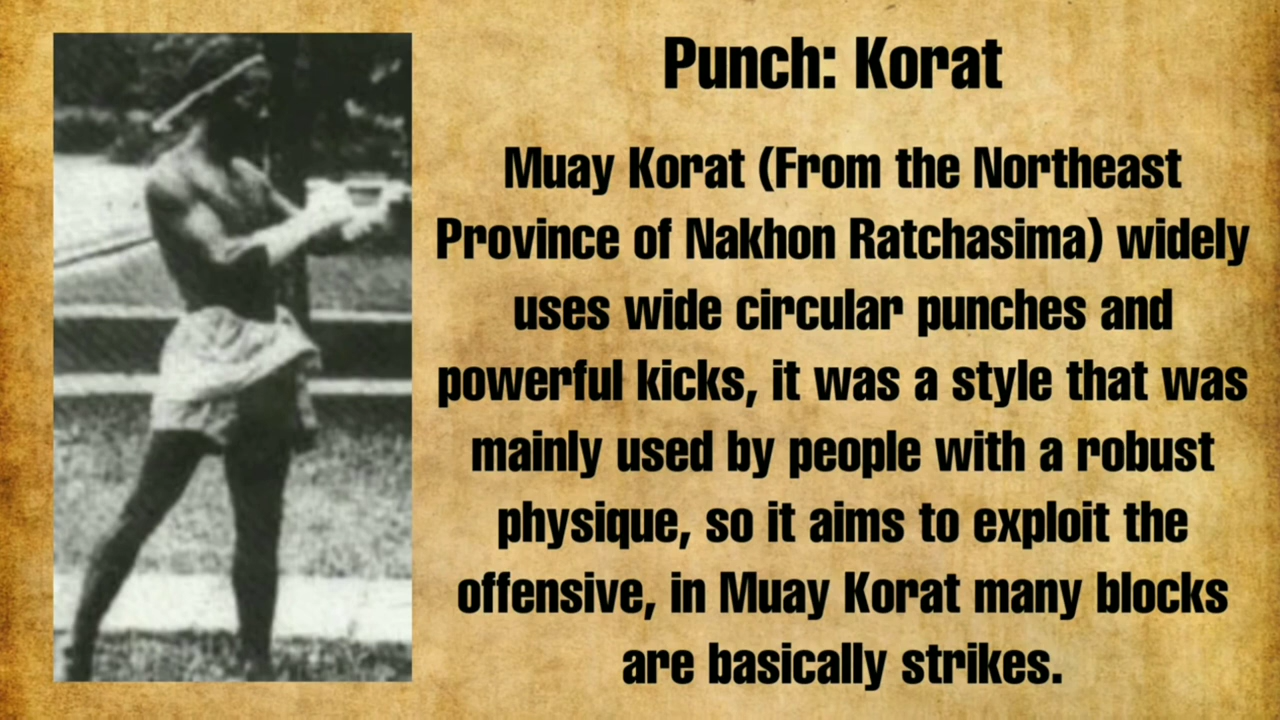 Punch: Korat
Muay Korat (From the Northeast
Province of Nakhon Ratchasima) widely
uses wide circular punches and
powerful kicks, it was a style that was
mainly used by people with a robust
physique, so it aims to exploit the
offensive, in Muay Korat many blocks
are basically strikes.